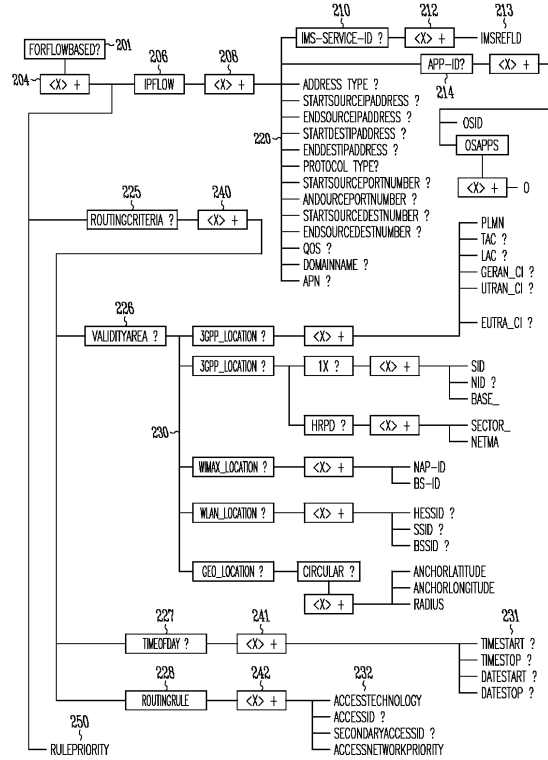 210 212 213
FORFLOWBASED? 201
IMS-SERVICE-ID ? <X> + IMSREFLD
206 208
APP-ID? <X> +
204 <X> + IPFLOW <X> +
214
ADDRESS TYPE ?
STARTSOURCEIPADDRESS ?
ENDSOURCEIPADDRESS ?
STARTDESTIPADDRESS ?
220 ENDDESTIPADDRESS ?
PROTOCOL TYPE?
STARTSOURCEPORTNUMBER ?
ANDOURCEPORTNUMBER ?
STARTSOURCEDESTNUMBER ?
ENDSOURCEDESTNUMBER ?
QOS ?
DOMAINNAME ?
APN ?
OSID
OSAPPS
<X> + O
225 240
ROUTINGCRITERIA ? <X> +
PLMN
TAC ?
LAC ?
GERAN_CI ?
UTRAN_CI ?
EUTRA_CI ?
226
VALIDITYAREA ? 3GPP_LOCATION ? <X> +
3GPP_LOCATION ? 1X ? <X> + SID
NID ?
BASE_
230
HRPD ? <X> + SECTOR_
NETMA
WIMAX_LOCATION ? <X> + NAP-ID
BS-ID
WLAN_LOCATION ? <X> + HESSID ?
SSID ?
BSSID ?
GEO_LOCATION ? CIRCULAR ? ANCHORLATITUDE
ANCHORLONGITUDE
<X> + RADIUS
227 241 231
TIMEOFDAY ? <X> + TIMESTART ?
TIMESTOP ?
DATESTART ?
DATESTOP ?
228 242 232
ROUTINGRULE <X> + ACCESSTECHNOLOGY
ACCESSID ?
SECONDARYACCESSID ?
ACCESSNETWORKPRIORITY
250
RULEPRIORITY